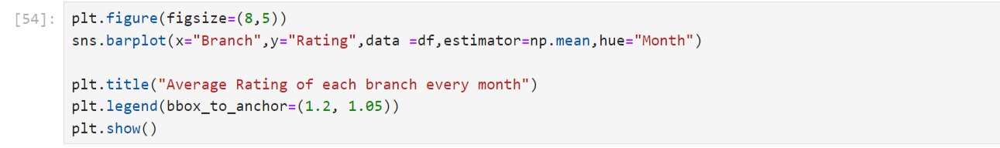 [54]: plt.figure(figsize=(8,5))
sns.barplot(x="Branch",y="Rating",data =df,estimator=np.mean,hue="Month")
plt.title("Average Rating of each branch every month")
plt.legend(bbox_to_anchor=(1.2, 1.05))
plt.show()